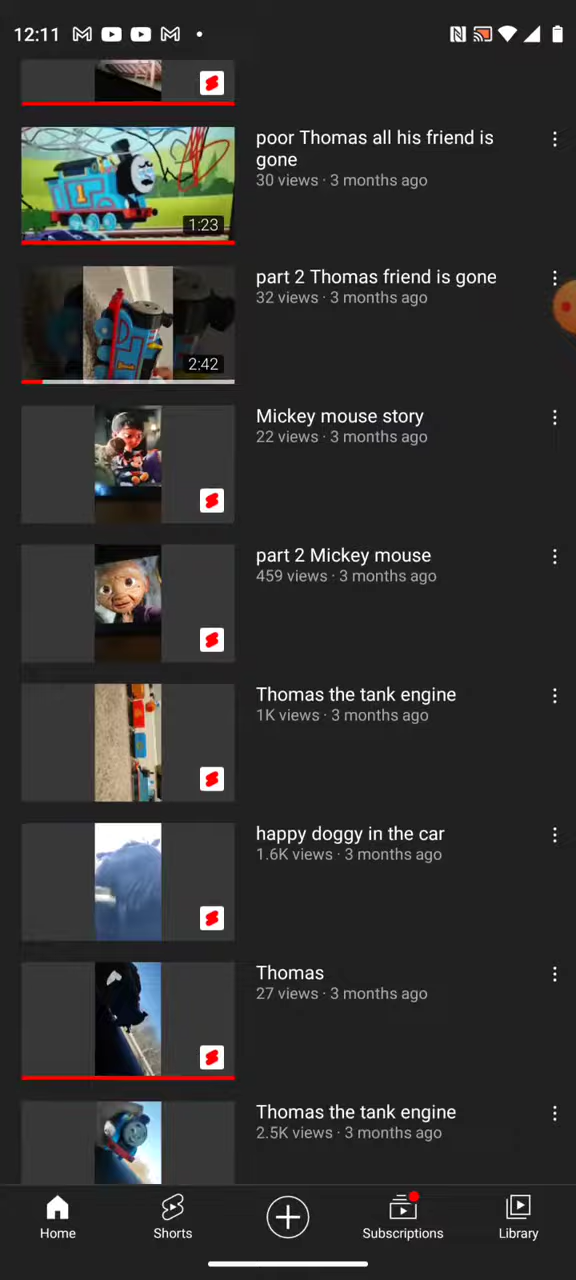 12:11
poor Thomas all his friend is
gone
30 views · 3 months ago
1:23
part 2 Thomas friend is gone
32 views · 3 months ago
2:42
Mickey mouse story
22 views · 3 months ago
part 2 Mickey mouse
459 views · 3 months ago
Thomas the tank engine
1K views · 3 months ago
happy doggy in the car
1.6K views · 3 months ago
Thomas
27 views · 3 months ago
Thomas the tank engine
2.5K views · 3 months ago
Home
Shorts
Subscriptions
Library